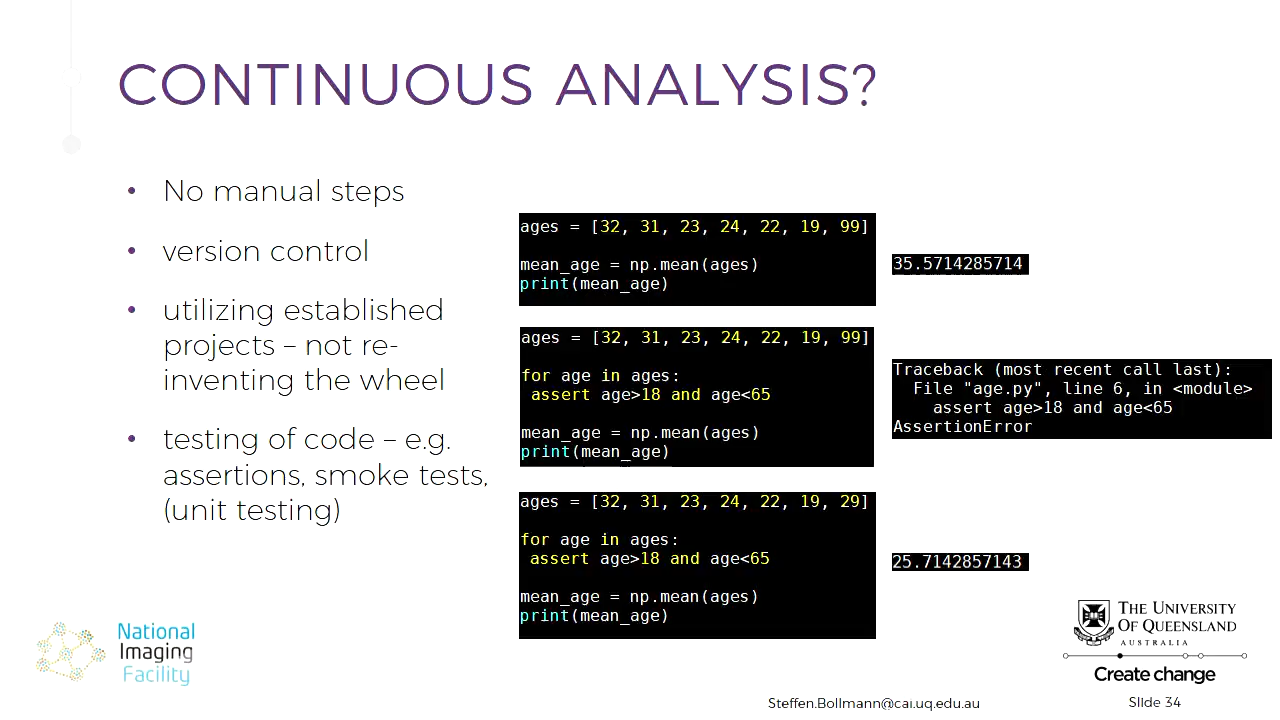 CONTINUOUS ANALYSIS?
• No manual steps
• version control
• utilizing established
projects – not re-
inventing the wheel
• testing of code – e.g.
assertions, smoke tests,
(unit testing)
ages = [32, 31, 23, 24, 22, 19, 99]
mean_age = np.mean(ages)
print(mean_age)
35.5714285714
ages = [32, 31, 23, 24, 22, 19, 99]
for age in ages:
 assert age>18 and age<65
mean_age = np.mean(ages)
print(mean_age)
Traceback (most recent call last):
  File "age.py", line 6, in <module>
    assert age>18 and age<65
AssertionError
ages = [32, 31, 23, 24, 22, 19, 29]
for age in ages:
 assert age>18 and age<65
mean_age = np.mean(ages)
print(mean_age)
25.7142857143
National
Imaging
Facility
THE UNIVERSITY
OF QUEENSLAND
AUSTRALIA
Create change
Steffen.Bollmann@cai.uq.edu.au
Slide 34